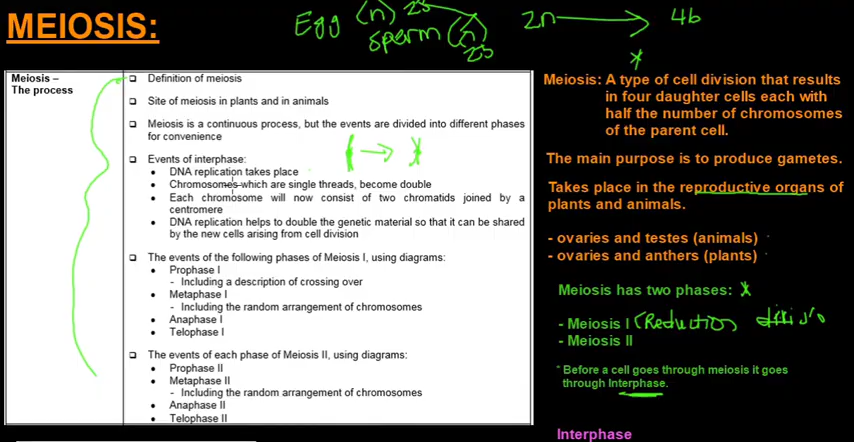 MEIOSIS:
Egg (n) 23
sperm (n)
23
2n 46
Meiosis –
The process
Definition of meiosis
Site of meiosis in plants and in animals
Meiosis is a continuous process, but the events are divided into different phases
for convenience
Events of interphase:
DNA replication takes place
Chromosomes which are single threads, become double
Each chromosome will now consist of two chromatids joined by a
centromere
DNA replication helps to double the genetic material so that it can be shared
by the new cells arising from cell division
The events of the following phases of Meiosis I, using diagrams:
Prophase I
- Including a description of crossing over
Metaphase I
- Including the random arrangement of chromosomes
Anaphase I
Telophase I
The events of each phase of Meiosis II, using diagrams:
Prophase II
Metaphase II
- Including the random arrangement of chromosomes
Anaphase II
Telophase II
Meiosis: A type of cell division that results
in four daughter cells each with
half the number of chromosomes
of the parent cell.
The main purpose is to produce gametes.
Takes place in the reproductive organs of
plants and animals.
- ovaries and testes (animals)
- ovaries and anthers (plants)
Meiosis has two phases:
- Meiosis I (Reduction division
- Meiosis II
* Before a cell goes through meiosis it goes
through Interphase.
Interphase